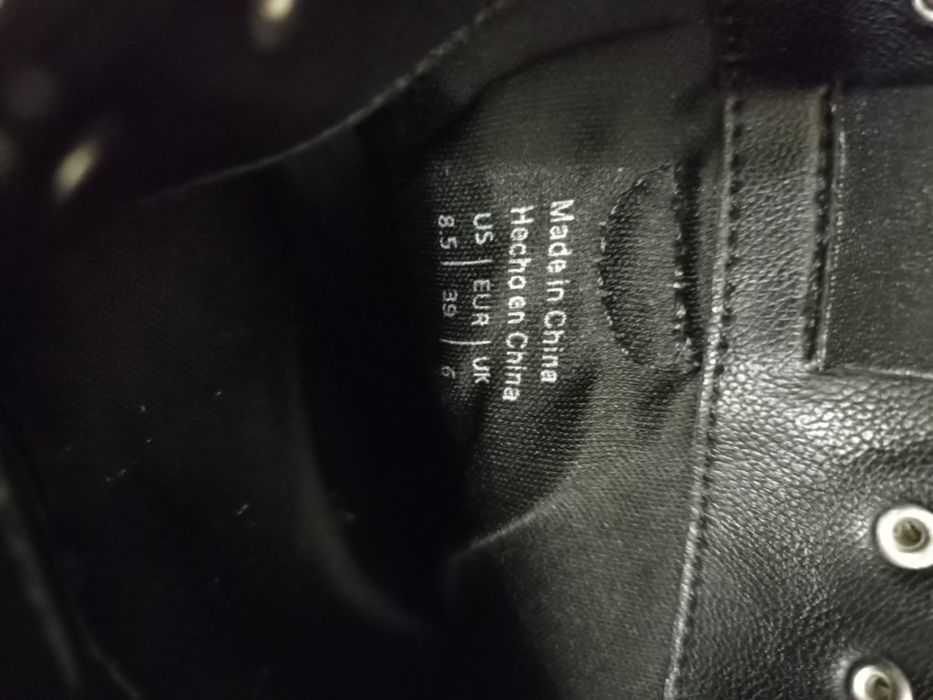 Made in China
Hecho en China
US | EUR | UK
8.5 | 39 | 6